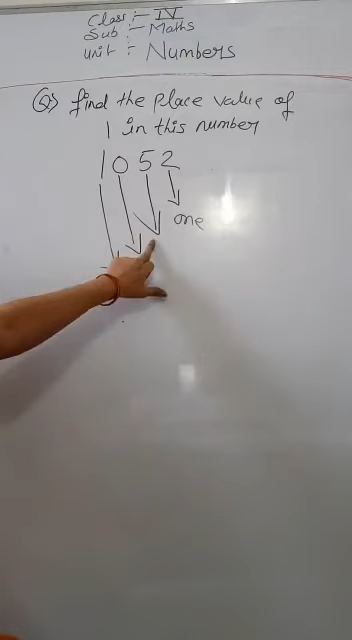 Class :- IV
Sub :- Maths
Unit :- Numbers
Q) find the place value of
1 in this number
1052
one